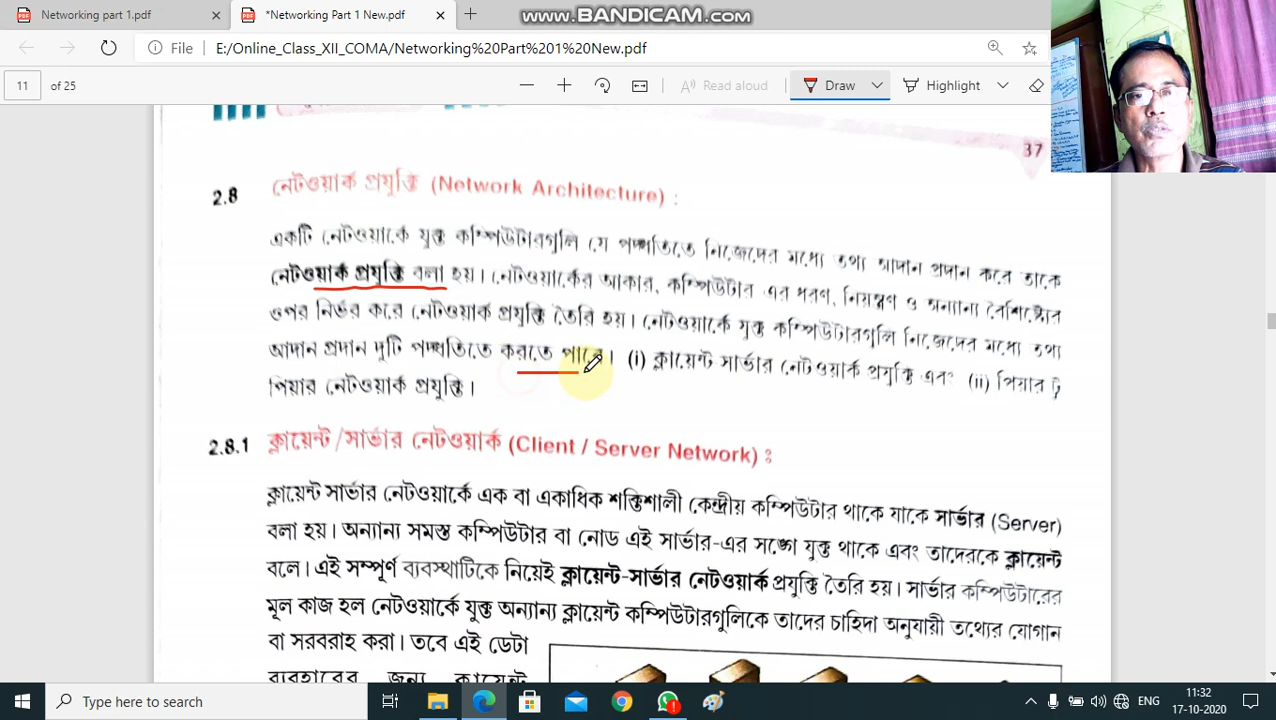 Networking part 1.pdf
*Networking Part 1 New.pdf
www.BANDICAM.com
File E:/Online_Class_XII_COMA/Networking%20Part%201%20New.pdf
11 of 25
Read aloud
Draw
Highlight
37
2.8 নেটওয়ার্ক প্রযুক্তি (Network Architecture) :
একটি নেটওয়ার্কে যুক্ত কম্পিউটারগুলি যে পদ্ধতিতে নিজেদের মধ্যে তথ্য আদান প্রদান করে তাকে
নেটওয়ার্ক প্রযুক্তি বলা হয়। নেটওয়ার্কের আকার, কম্পিউটার এর ধরণ, নিয়ন্ত্রণ ও অন্যান্য বৈশিষ্ট্যের
ওপর নির্ভর করে নেটওয়ার্ক প্রযুক্তি তৈরি হয়। নেটওয়ার্কে যুক্ত কম্পিউটারগুলি নিজেদের মধ্যে তথ্য
আদান প্রদান দুটি পদ্ধতিতে করতে পারে। (i) ক্লায়েন্ট সার্ভার নেটওয়ার্ক প্রযুক্তি এবং (ii) পিয়ার টু
পিয়ার নেটওয়ার্ক প্রযুক্তি।
2.8.1 ক্লায়েন্ট/সার্ভার নেটওয়ার্ক (Client / Server Network) :
ক্লায়েন্ট সার্ভার নেটওয়ার্কে এক বা একাধিক শক্তিশালী কেন্দ্রীয় কম্পিউটার থাকে যাকে সার্ভার (Server)
বলা হয়। অন্যান্য সমস্ত কম্পিউটার বা নোড এই সার্ভার-এর সঙ্গে যুক্ত থাকে এবং তাদেরকে ক্লায়েন্ট
বলে। এই সম্পূর্ণ ব্যবস্থাটিকে নিয়েই ক্লায়েন্ট-সার্ভার নেটওয়ার্ক প্রযুক্তি তৈরি হয়। সার্ভার কম্পিউটারের
মূল কাজ হল নেটওয়ার্কে যুক্ত অন্যান্য ক্লায়েন্ট কম্পিউটারগুলিকে তাদের চাহিদা অনুযায়ী তথ্যের যোগান
বা সরবরাহ করা। তবে এই ডেটা
ব্যবহারের জন্য ক্লায়েন্ট
Type here to search
ENG
11:32
17-10-2020